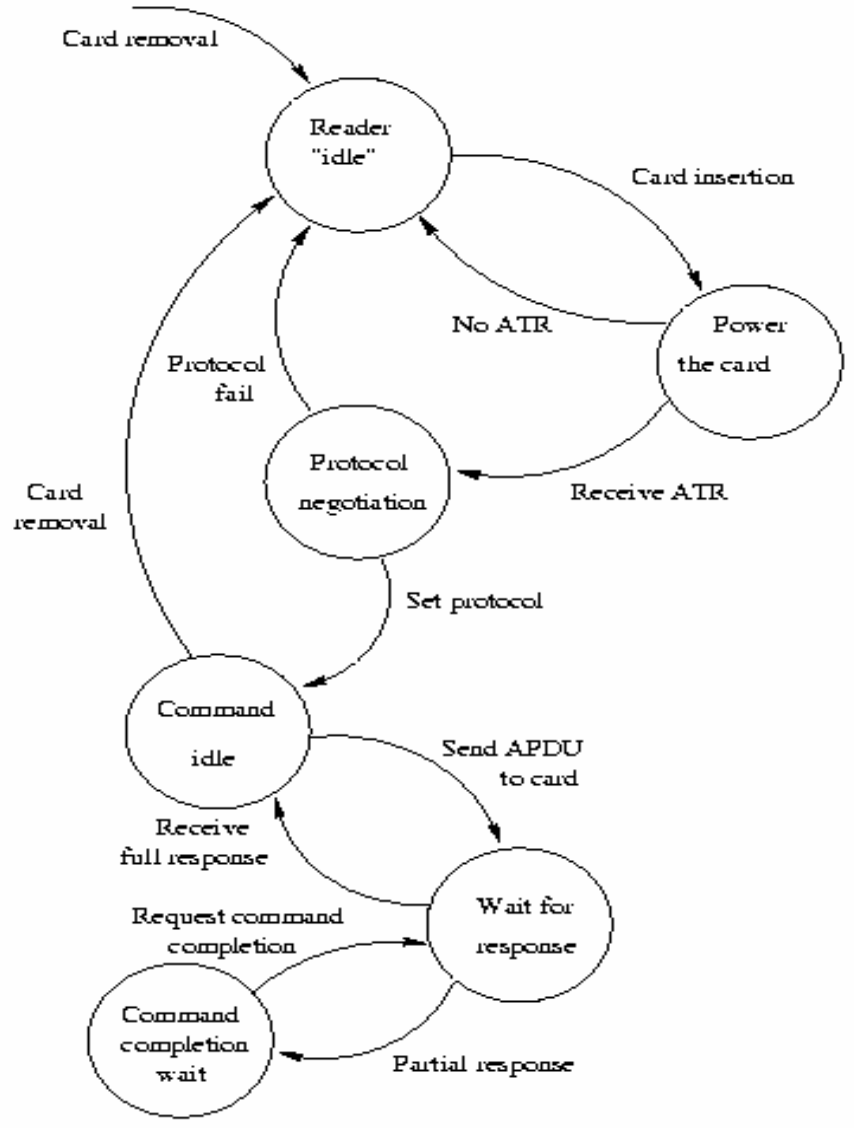 Card removal
Reader
"idle"
Card insertion
No ATR
Power
the card
Protocol
fail
Protocol
negotiation
Receive ATR
Card
removal
Set protocol
Command
idle
Send APDU
to card
Receive
full response
Wait for
response
Request command
completion
Command
completion
wait
Partial response